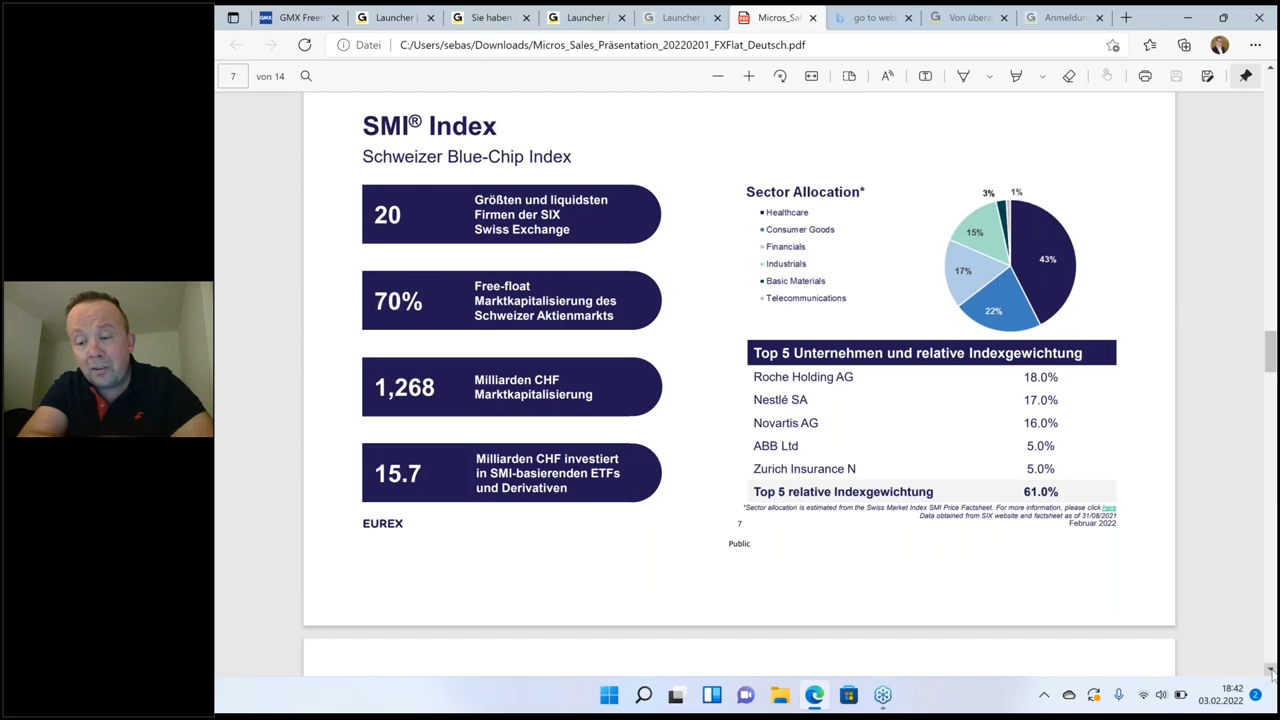 GMX Freem
Launcher |
Sie haben
Launcher |
Launcher |
Micros_Sal
go to web
Von übera
Anmeldun
Datei
C:/Users/sebas/Downloads/Micros_Sales_Präsentation_20220201_FXFlat_Deutsch.pdf
7 von 14
SMI® Index
Schweizer Blue-Chip Index
20
Größten und liquidsten
Firmen der SIX
Swiss Exchange
70%
Free-float
Marktkapitalisierung des
Schweizer Aktienmarkts
1,268
Milliarden CHF
Marktkapitalisierung
15.7
Milliarden CHF investiert
in SMI-basierenden ETFs
und Derivativen
EUREX
Sector Allocation*
Healthcare
Consumer Goods
Financials
Industrials
Basic Materials
Telecommunications
3%
1%
15%
43%
17%
22%
Top 5 Unternehmen und relative Indexgewichtung
Roche Holding AG 18.0%
Nestlé SA 17.0%
Novartis AG 16.0%
ABB Ltd 5.0%
Zurich Insurance N 5.0%
Top 5 relative Indexgewichtung 61.0%
*Sector allocation is estimated from the Swiss Market Index SMI Price Factsheet. For more information, please click here
Data obtained from SIX website and factsheet as of 31/08/2021
7
Februar 2022
Public
18:42
03.02.2022
2